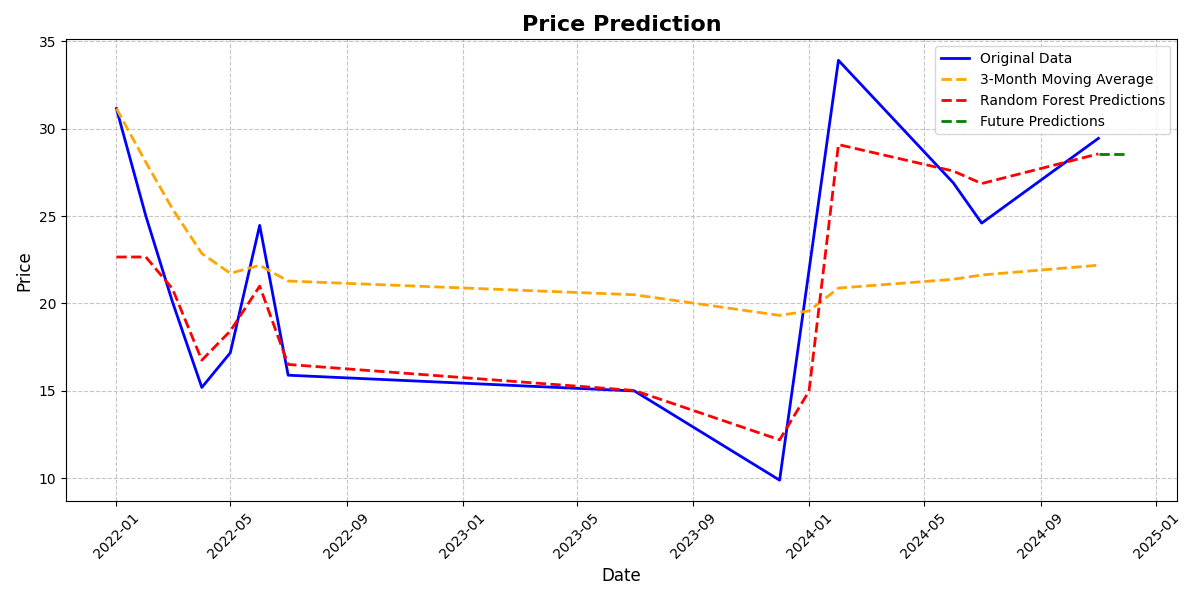 Price Prediction
35
30
25
20
15
10
Price
Original Data
3-Month Moving Average
Random Forest Predictions
Future Predictions
2022-01
2022-05
2022-09
2023-01
2023-05
2023-09
2024-01
2024-05
2024-09
2025-01
Date